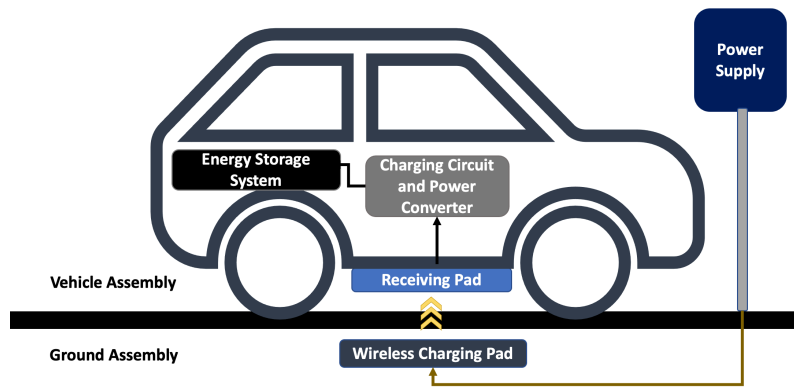 Power
Supply
Energy Storage
System
Charging Circuit
and Power
Converter
Vehicle Assembly
Receiving Pad
Ground Assembly
Wireless Charging Pad